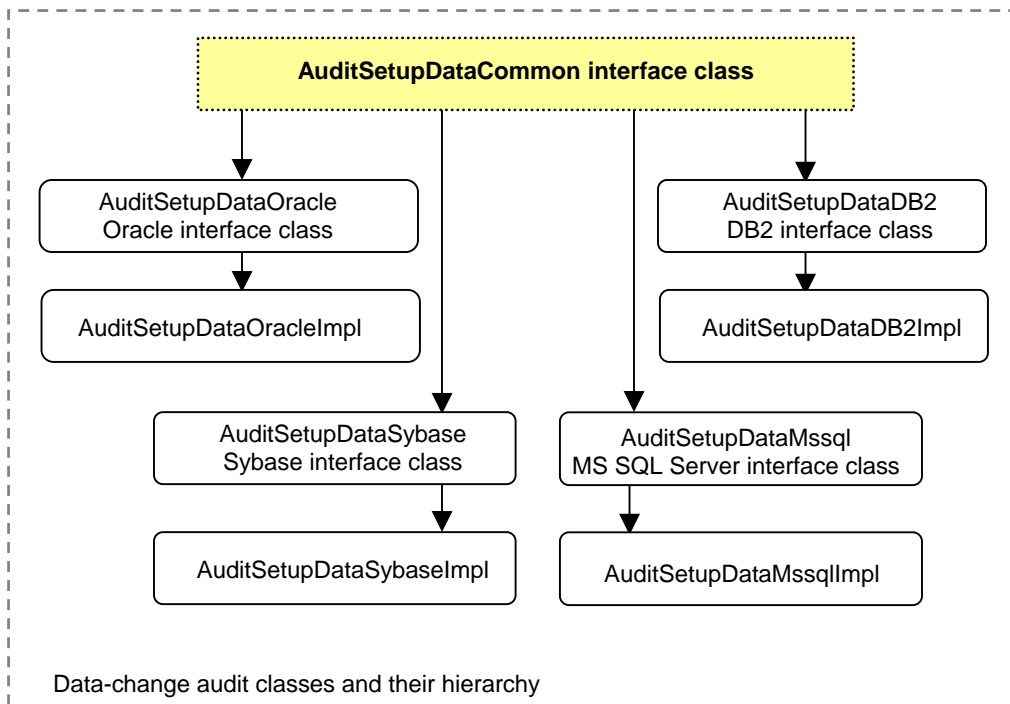 AuditSetupDataCommon interface class
AuditSetupDataOracle
Oracle interface class
AuditSetupDataDB2
DB2 interface class
AuditSetupDataOracleImpl
AuditSetupDataDB2Impl
AuditSetupDataSybase
Sybase interface class
AuditSetupDataMssql
MS SQL Server interface class
AuditSetupDataSybaseImpl
AuditSetupDataMssqlImpl
Data-change audit classes and their hierarchy